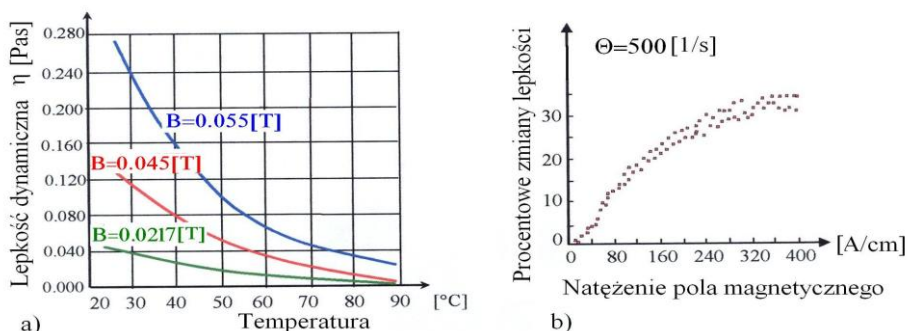 Lepkość dynamiczna η [Pas]
0.280
0.240
0.200
0.160
0.120
0.080
0.040
0.000
B=0.055[T]
B=0.045[T]
B=0.0217[T]
20 30 40 50 60 70 80 90 [°C]
Temperatura
a)
Procentowe zmiany lepkości
Θ=500 [1/s]
30
20
10
0
0 80 160 240 320 400 [A/cm]
Natężenie pola magnetycznego
b)